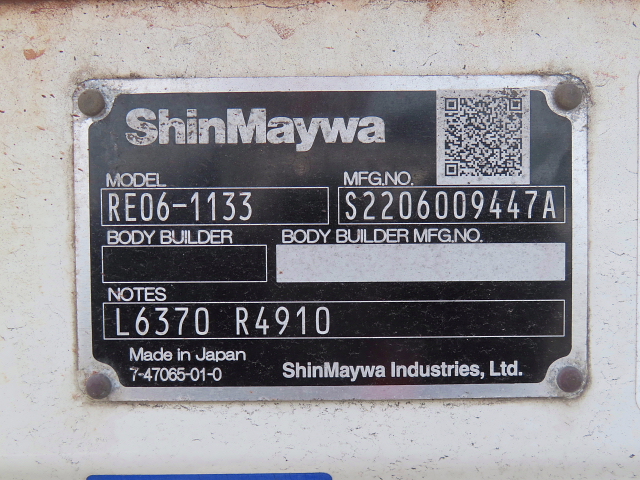 ShinMaywa
MODEL MFG.NO.
RE06-1133 S2206009447A
BODY BUILDER BODY BUILDER MFG.NO.
NOTES
L6370 R4910
Made in Japan
7-47065-01-0 ShinMaywa Industries, Ltd.